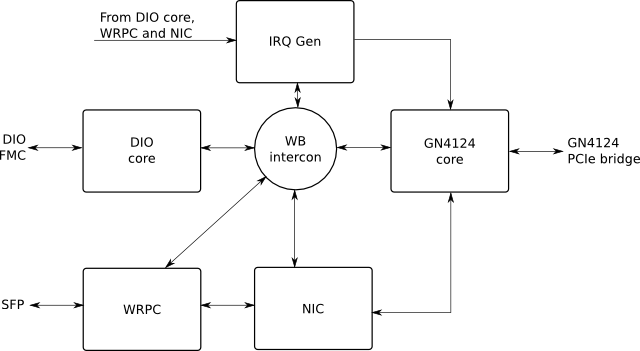 From DIO core,
WRPC and NIC
IRQ Gen
DIO
FMC
DIO
core
WB
intercon
GN4124
core
GN4124
PCIe bridge
SFP
WRPC
NIC